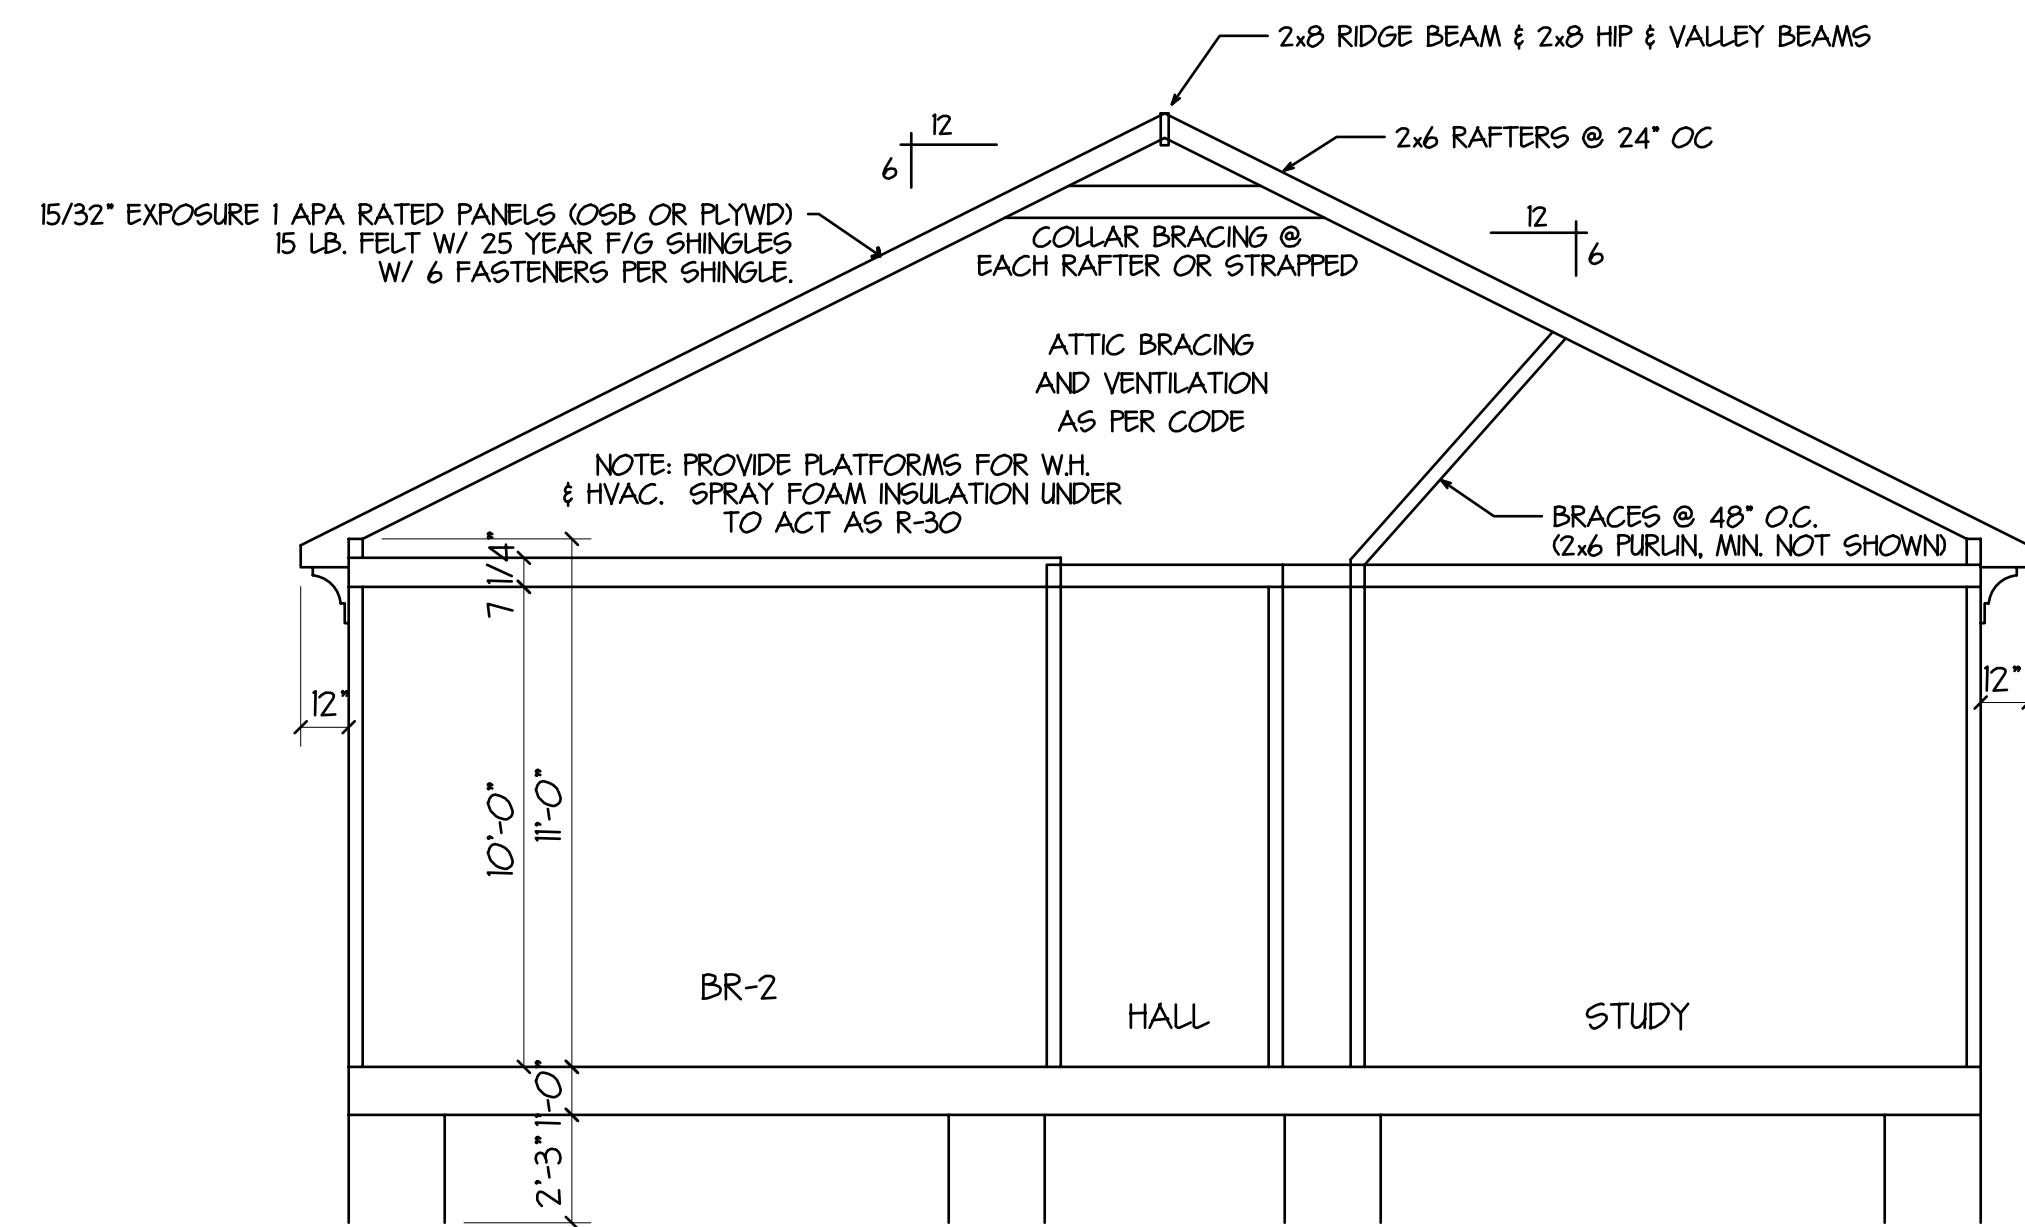 2x8 RIDGE BEAM & 2x8 HIP & VALLEY BEAMS
12
6
2x6 RAFTERS @ 24" OC
15/32" EXPOSURE 1 APA RATED PANELS (OSB OR PLYWD)
15 LB. FELT W/ 25 YEAR F/G SHINGLES
W/ 6 FASTENERS PER SHINGLE.
12
6
COLLAR BRACING @
EACH RAFTER OR STRAPPED
ATTIC BRACING
AND VENTILATION
AS PER CODE
NOTE: PROVIDE PLATFORMS FOR W.H.
& HVAC. SPRAY FOAM INSULATION UNDER
TO ACT AS R-30
BRACES @ 48" O.C.
(2x6 PURLIN, MIN. NOT SHOWN)
7 1/4"
12"
12"
10'-0"
11'-0"
BR-2
HALL
STUDY
1'-0"
2'-3"